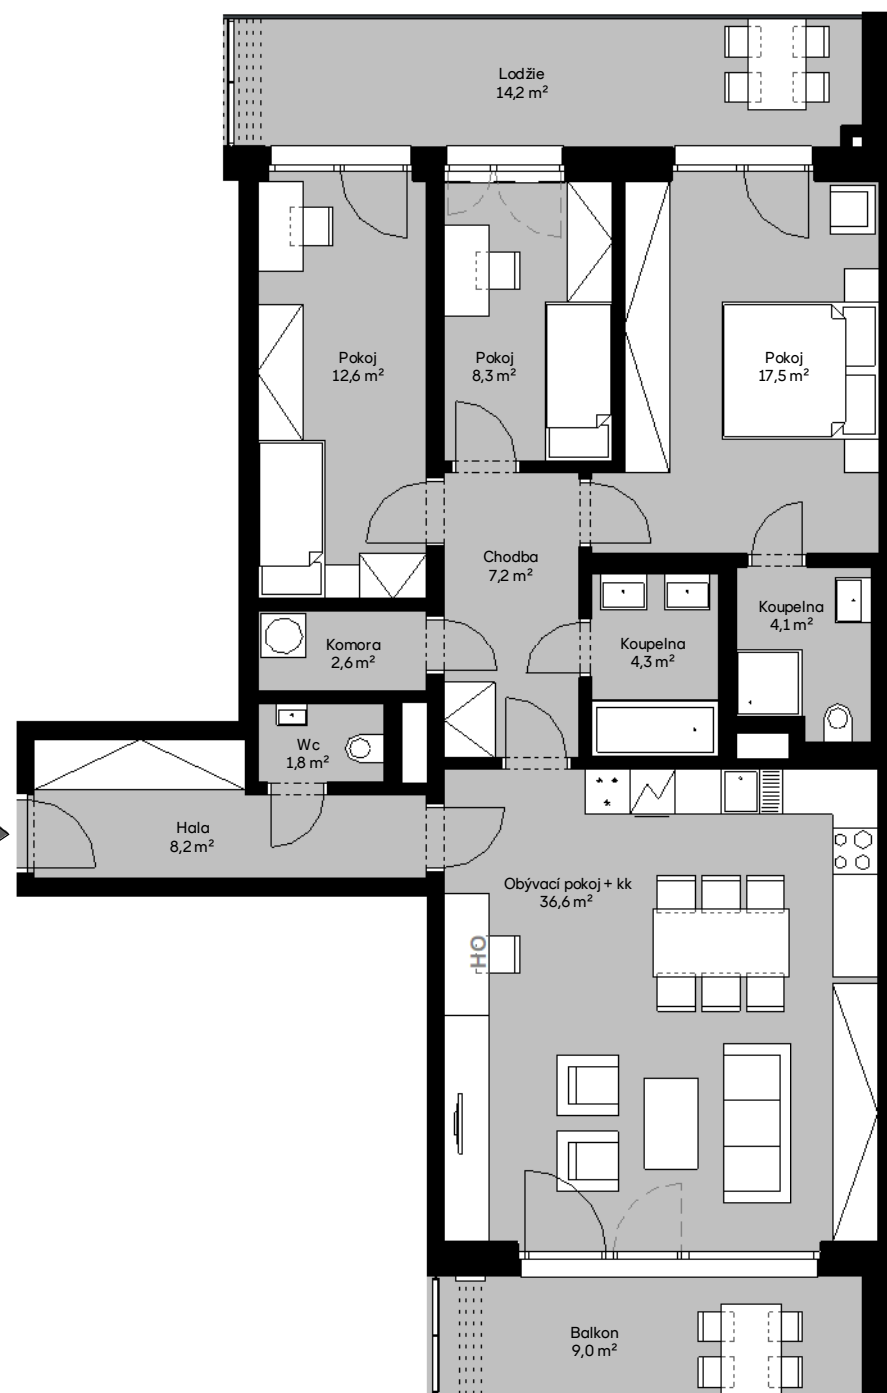 Lodžie
14,2 m²
Pokoj
12,6 m²
Pokoj
8,3 m²
Pokoj
17,5 m²
Chodba
7,2 m²
Koupelna
4,1 m²
Komora
2,6 m²
Koupelna
4,3 m²
Wc
1,8 m²
Hala
8,2 m²
Obývací pokoj + kk
36,6 m²
HO
Balkon
9,0 m²